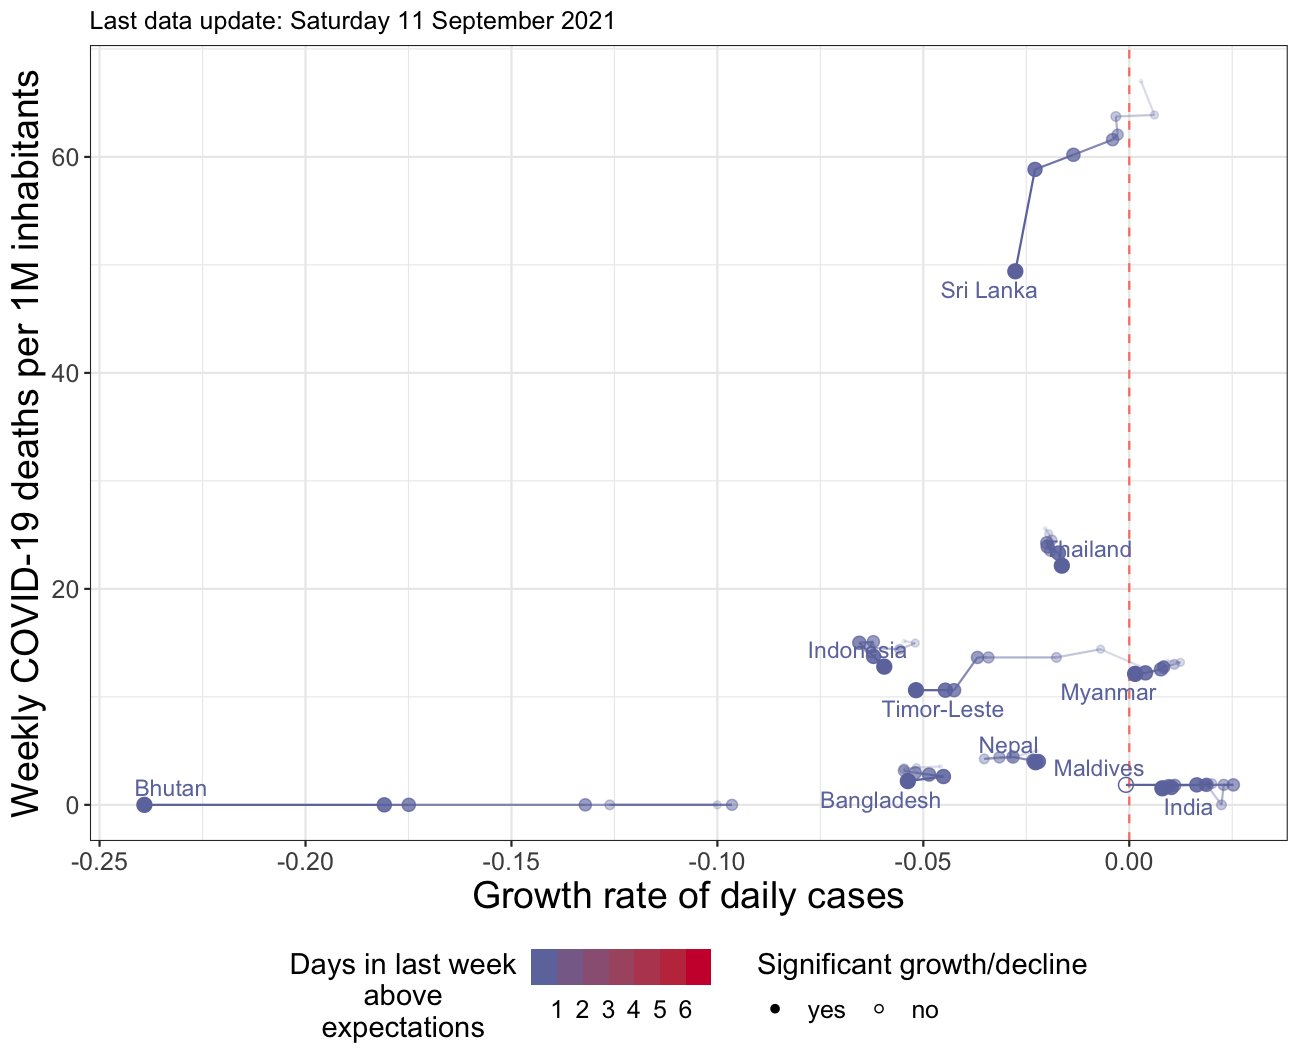 Last data update: Saturday 11 September 2021
Weekly COVID-19 deaths per 1M inhabitants
60
40
20
0
Sri Lanka
Thailand
Indonesia
Timor-Leste
Myanmar
Nepal
Maldives
Bhutan
Bangladesh
India
-0.25 -0.20 -0.15 -0.10 -0.05 0.00
Growth rate of daily cases
Days in last week
above
expectations
1 2 3 4 5 6
Significant growth/decline
yes no